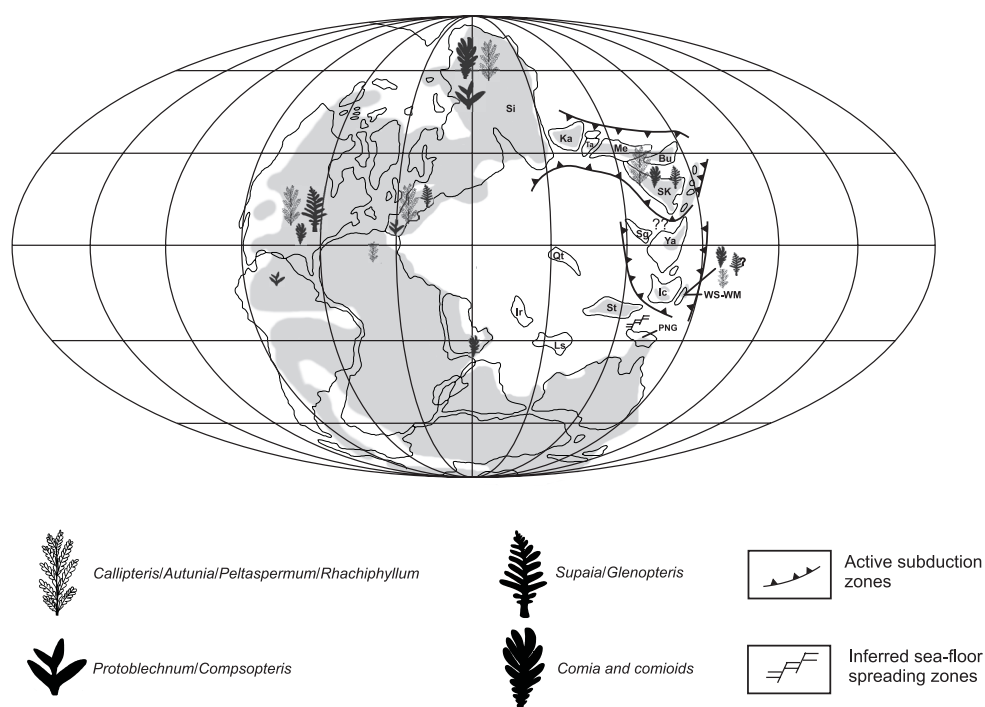 Si
Ka
Ta
Me
Bu
SK
??
Sg
Ya
Qt
?
Ic
WS-WM
Ir
St
PNG
Ls
Callipteris/Autunia/Peltaspermum/Rhachiphyllum
Supaia/Glenopteris
Active subduction
zones
Protoblechnum/Compsopteris
Comia and comioids
Inferred sea-floor
spreading zones